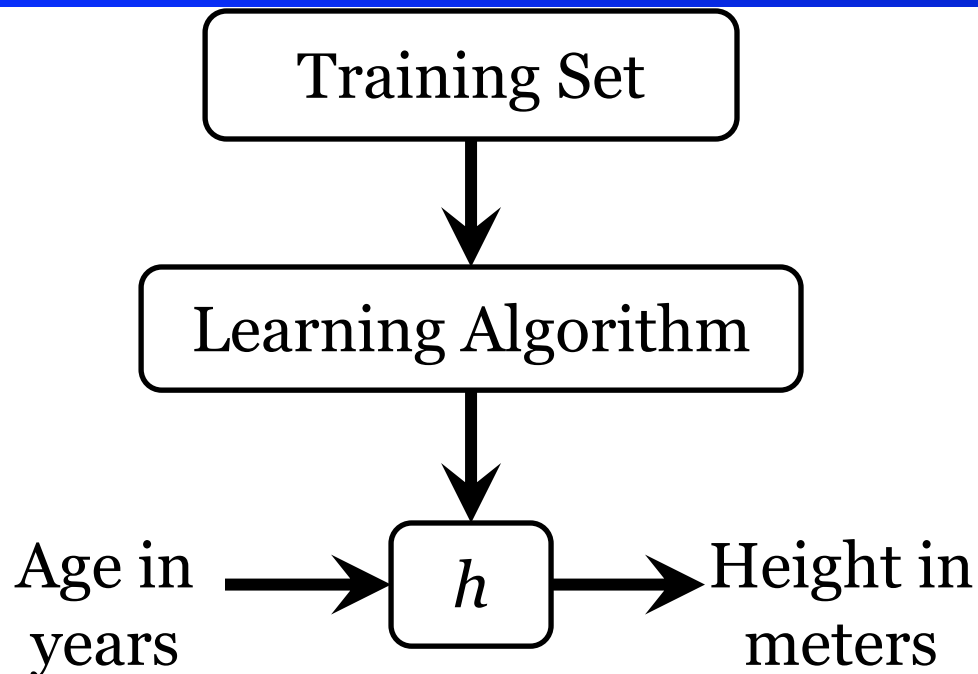 Training Set
Learning Algorithm
Age in
years
h
Height in
meters